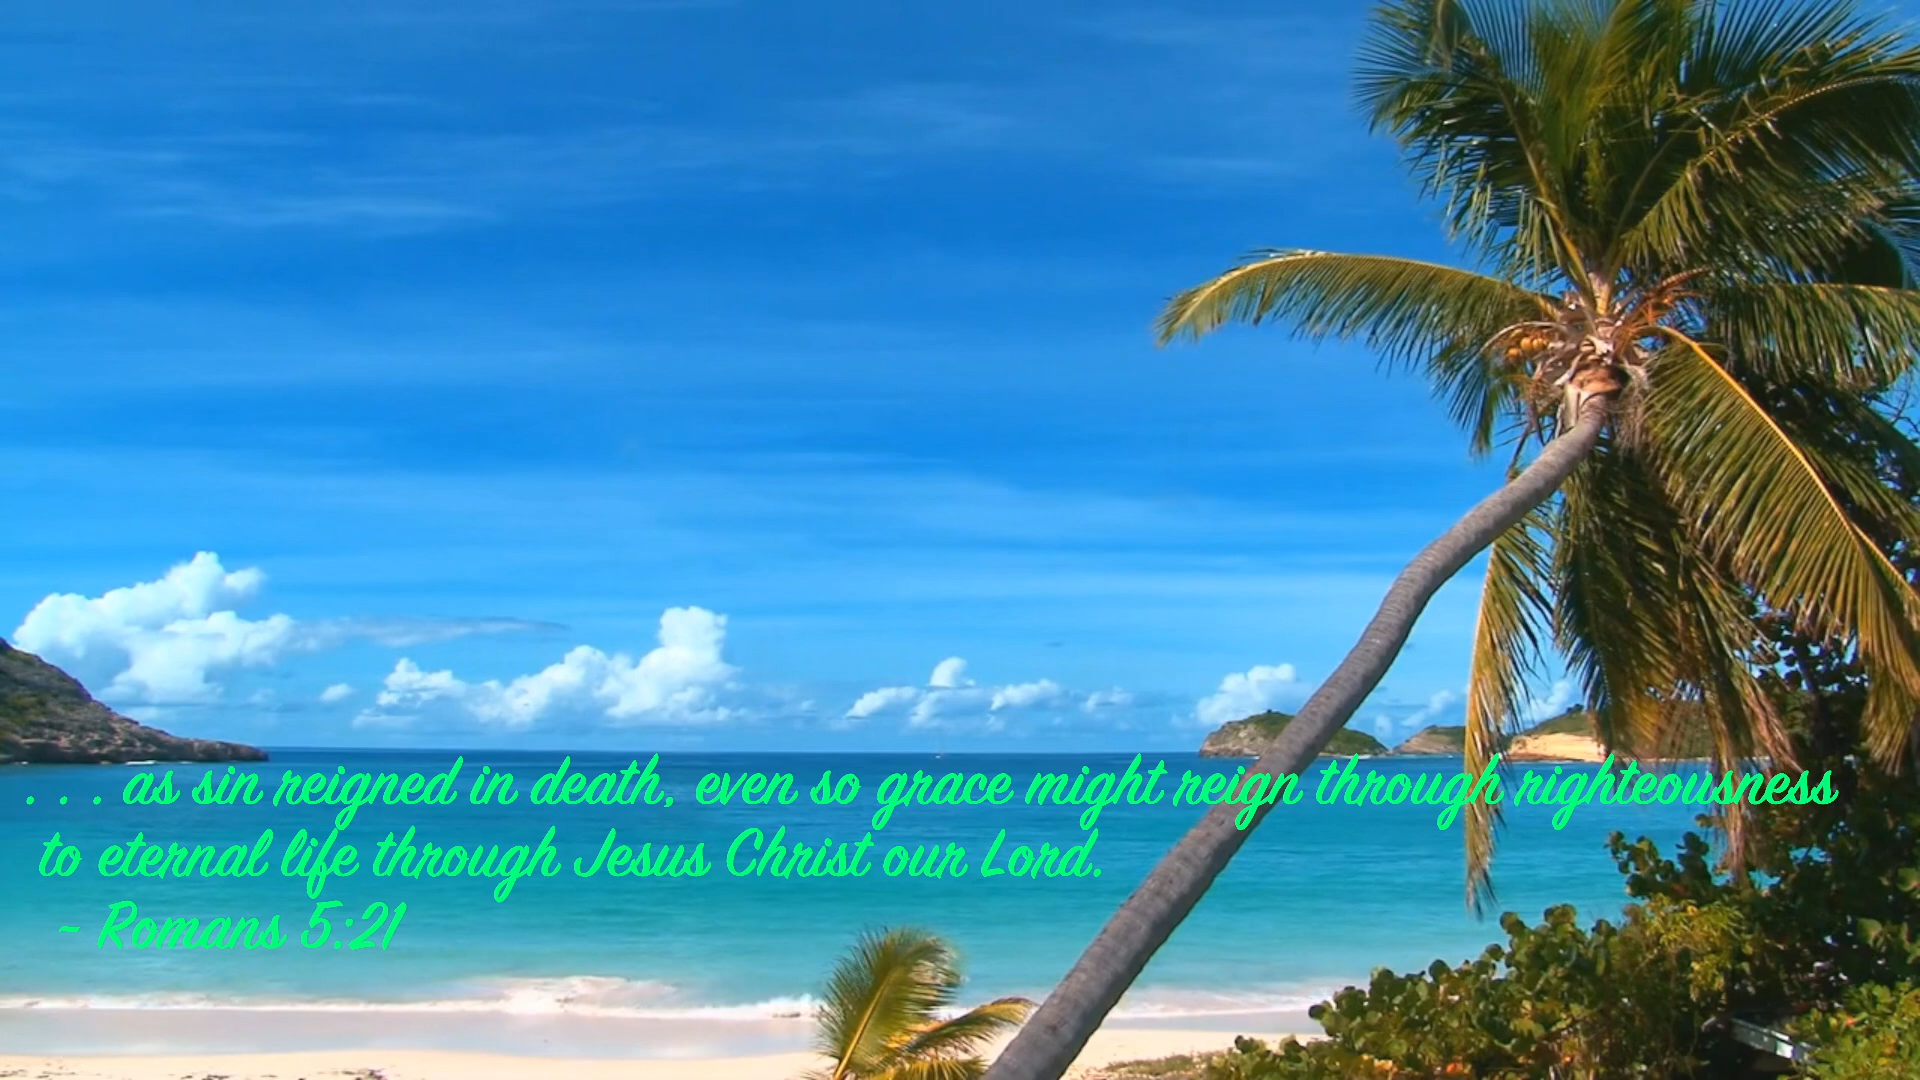 . . . as sin reigned in death, even so grace might reign through righteousness
to eternal life through Jesus Christ our Lord.
~ Romans 5:21